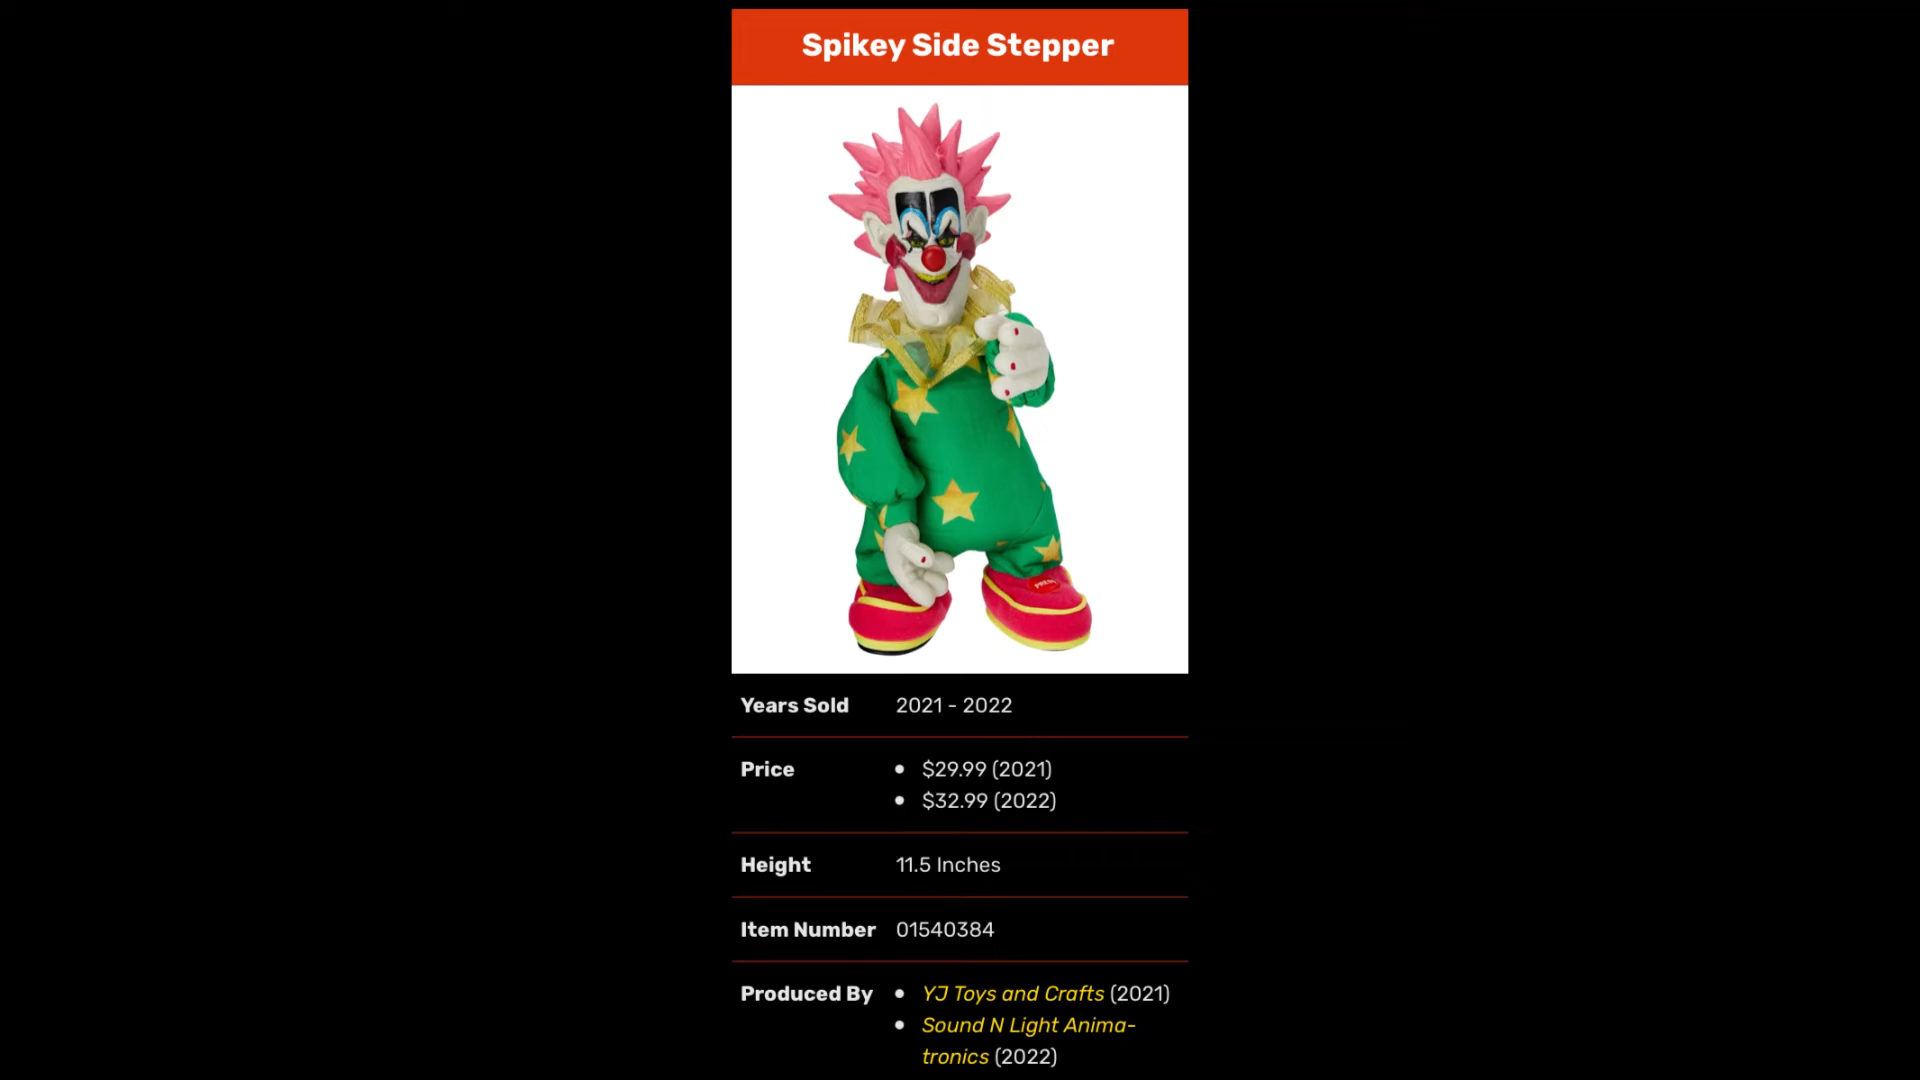 Spikey Side Stepper
PRESS
Years Sold 2021 - 2022
Price • $29.99 (2021)
• $32.99 (2022)
Height 11.5 Inches
Item Number 01540384
Produced By • YJ Toys and Crafts (2021)
• Sound N Light Anima-
tronics (2022)